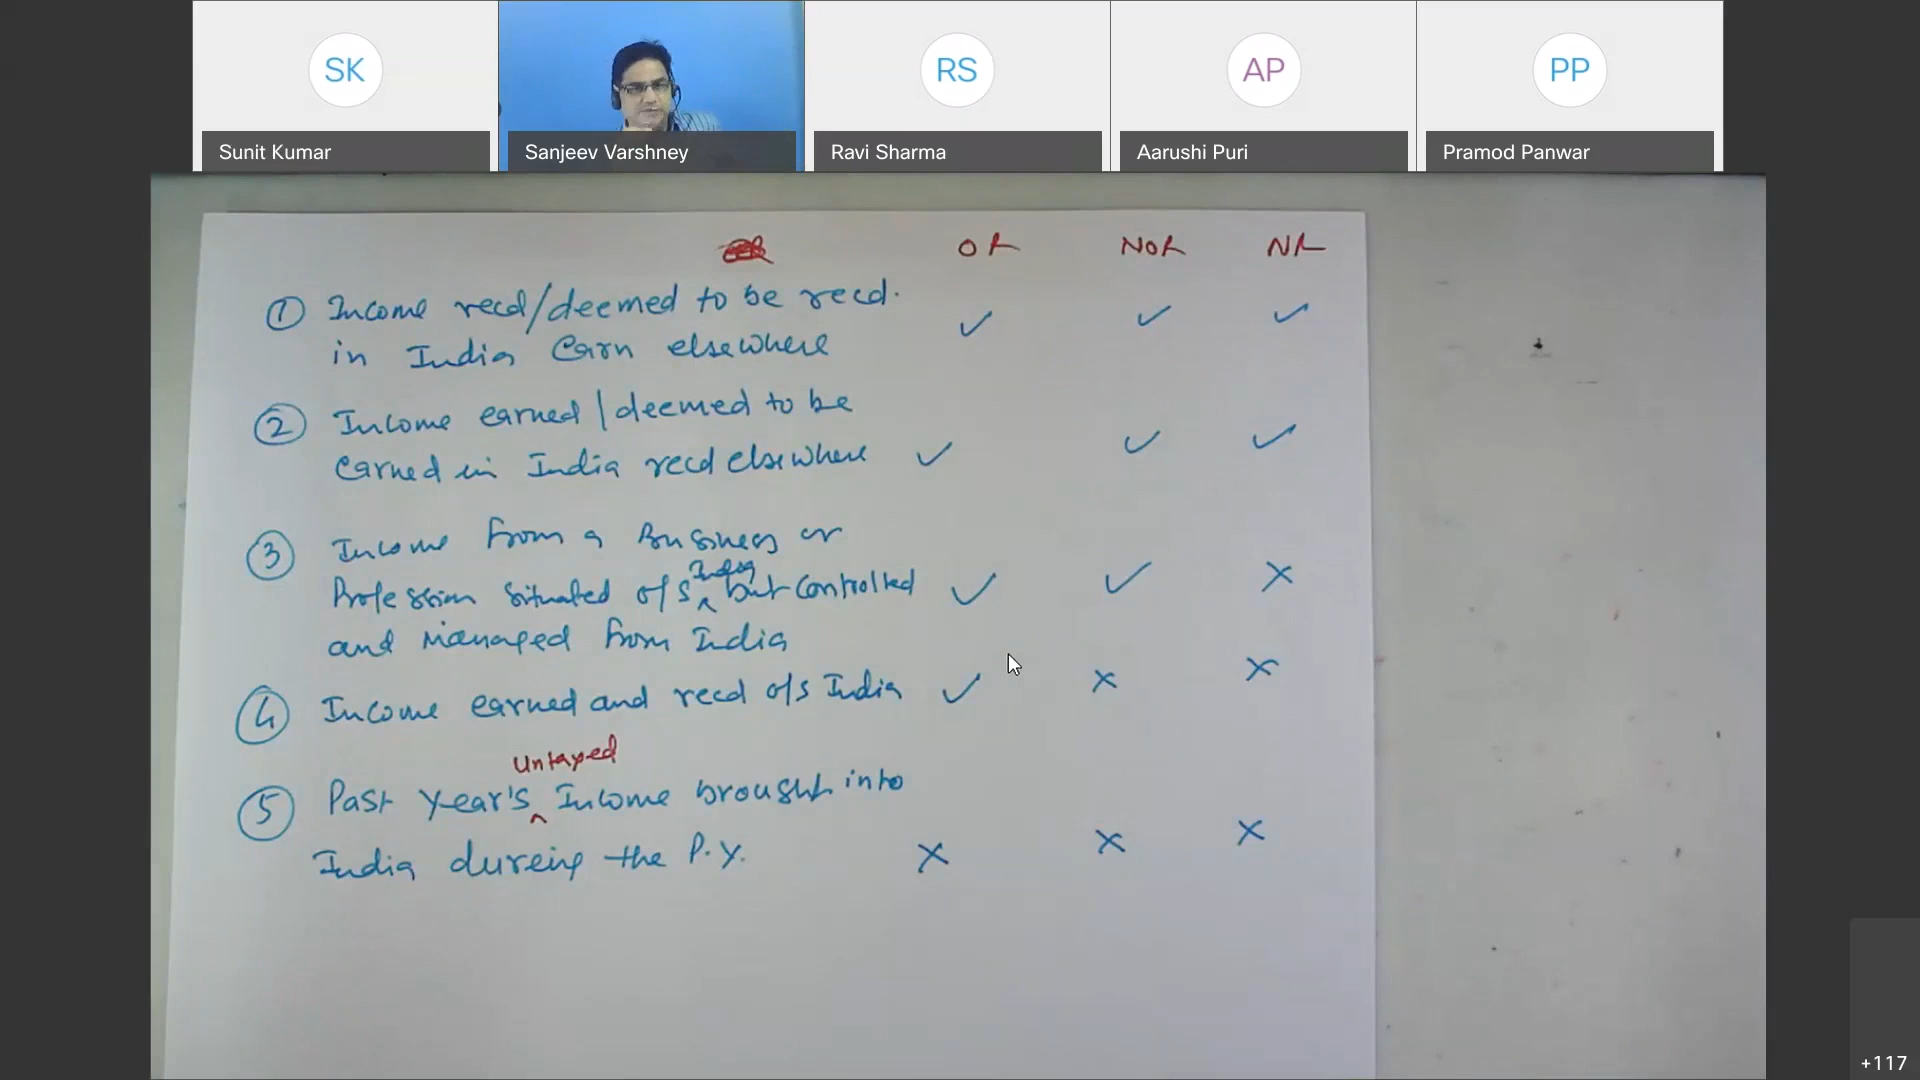 SK
RS
AP
PP
Sunit Kumar
Sanjeev Varshney
Ravi Sharma
Aarushi Puri
Pramod Panwar
OR NOR NR
① Income recd/deemed to be recd. ✓ ✓ ✓
in India Earn elsewhere
② Income earned/deemed to be
earned in India recd elsewhere ✓ ✓ ✓
③ Income from a Business or
India
Profession situated o/s ^ but controlled ✓ ✓ ×
and managed from India
④ Income earned and recd o/s India ✓ × ×
Untaxed
⑤ Past year's ^ Income brought into
India dureing the P.Y. × × ×
+117